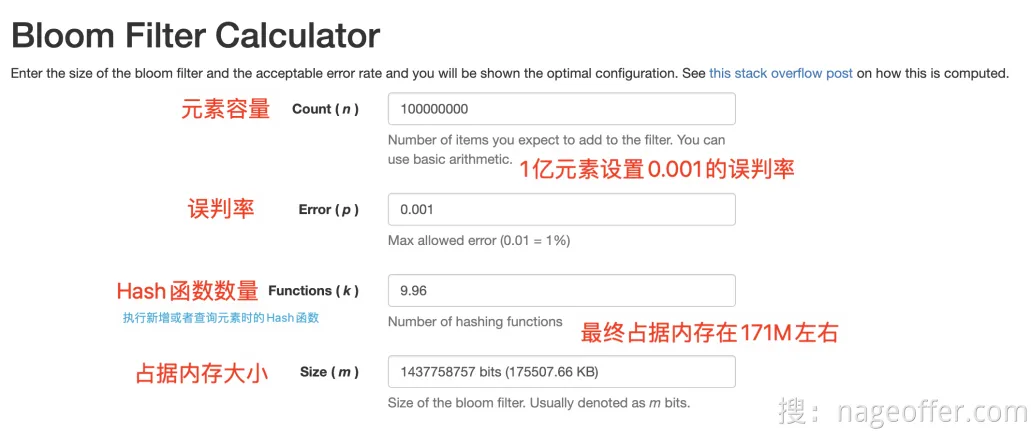 Bloom Filter Calculator
Enter the size of the bloom filter and the acceptable error rate and you will be shown the optimal configuration. See this stack overflow post on how this is computed.
元素容量 Count ( n ) 100000000
Number of items you expect to add to the filter. You can
use basic arithmetic.
1亿元素设置0.001的误判率
误判率 Error ( p ) 0.001
Max allowed error (0.01 = 1%)
Hash函数数量 Functions ( k ) 9.96
执行新增或者查询元素时的Hash函数
Number of hashing functions
最终占据内存在171M左右
占据内存大小 Size ( m ) 1437758757 bits (175507.66 KB)
Size of the bloom filter. Usually denoted as m bits.
搜：nageoffer.com